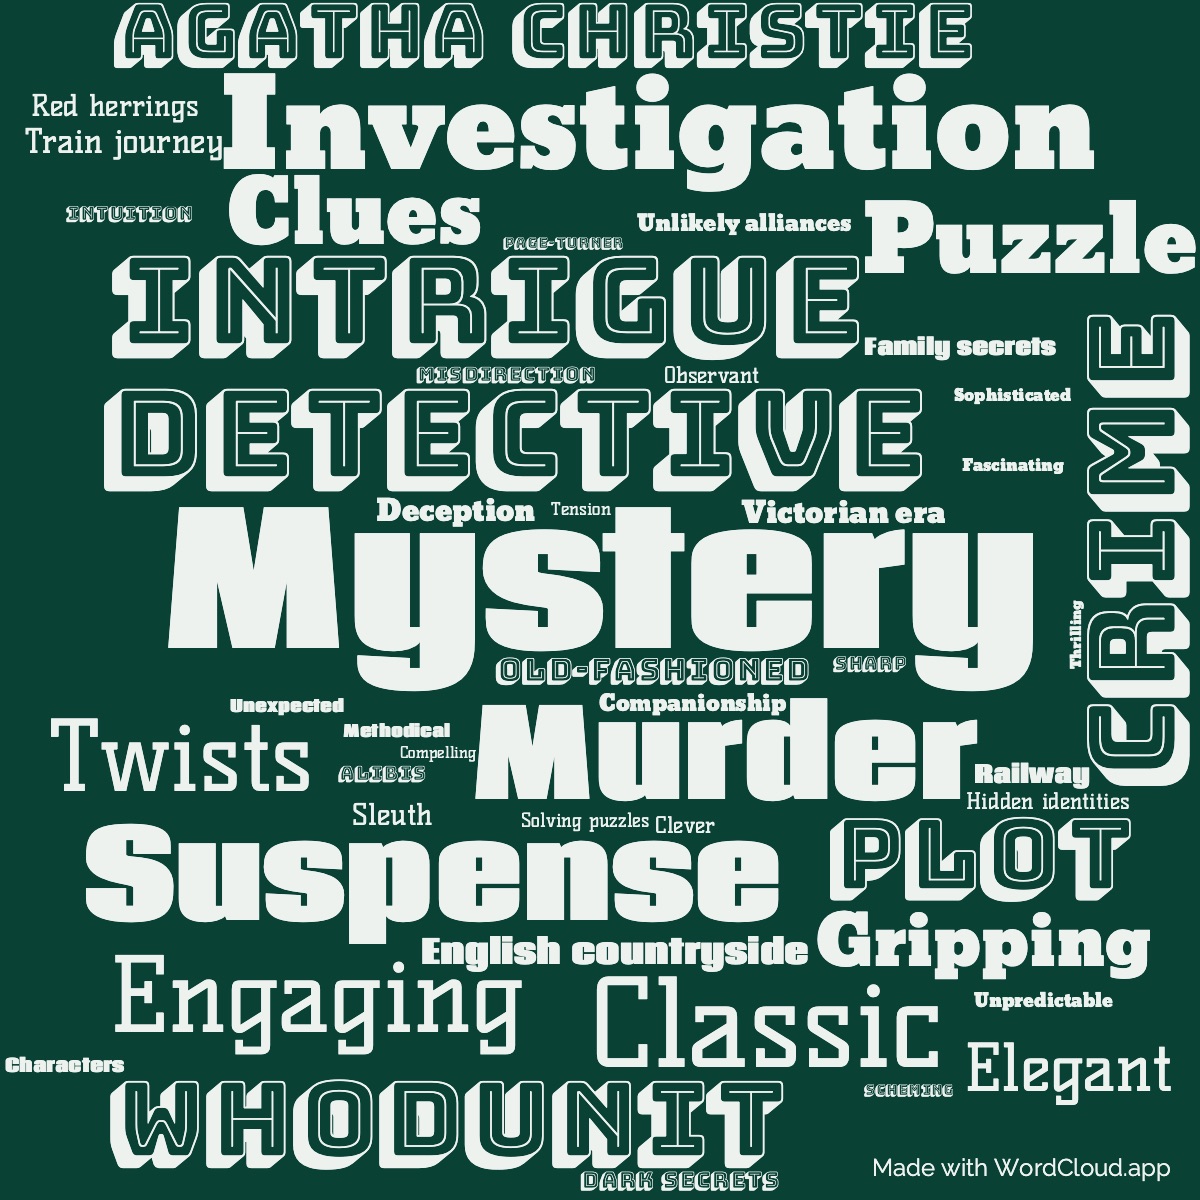 AGATHA CHRISTIE
Red herrings
Investigation
Train journey
INTUITION
Clues
Unlikely alliances
Puzzle
PAGE-TURNER
INTRIGUE
Family secrets
CRIME
MISDIRECTION
Observant
Sophisticated
DETECTIVE
Fascinating
Deception
Tension
Victorian era
Mystery
Thrilling
OLD-FASHIONED
SHARP
Unexpected
Companionship
Twists
Methodical
Murder
Compelling
ALIBIS
Railway
Hidden identities
Sleuth
Solving puzzles
Clever
PLOT
Suspense
Gripping
English countryside
Engaging
Classic
Unpredictable
Characters
Elegant
SCHEMING
WHODUNIT
DARK SECRETS
Made with WordCloud.app